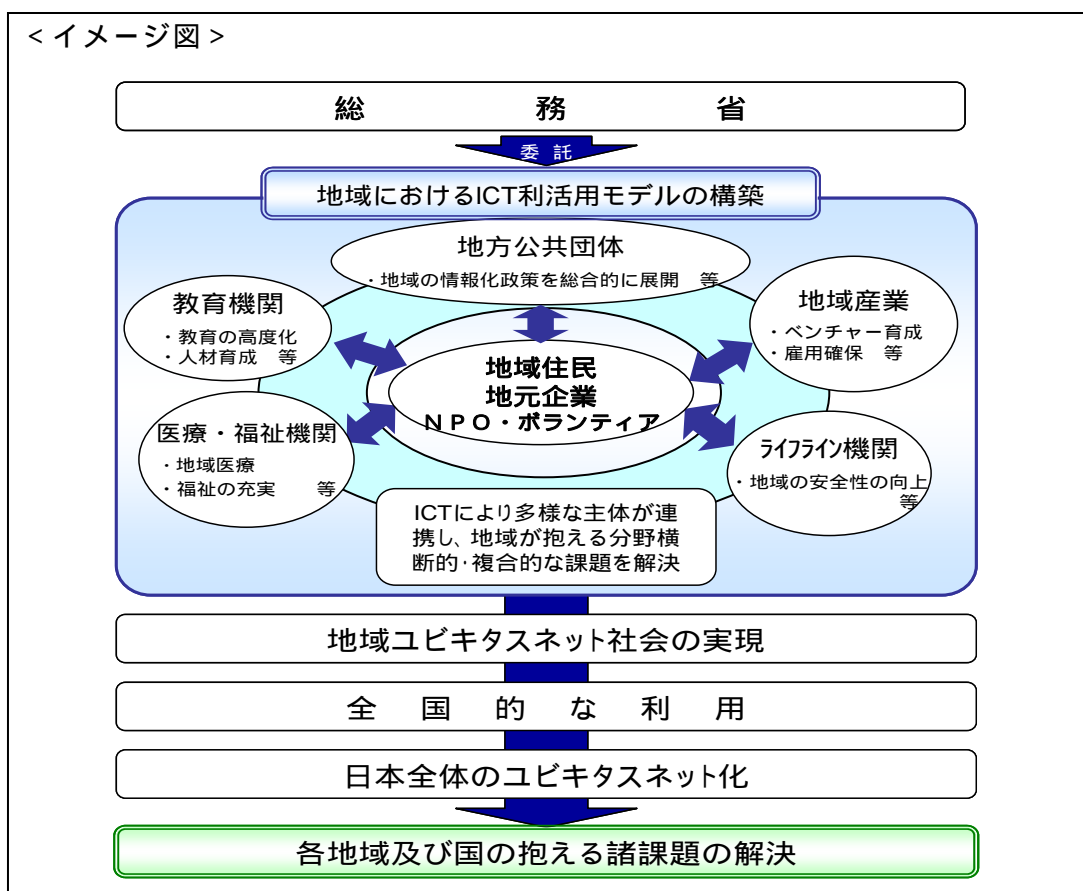 <イメージ図>
総務省
委託
地域におけるICT利活用モデルの構築
地方公共団体
・地域の情報化政策を総合的に展開 等
教育機関
・教育の高度化
・人材育成 等
地域産業
・ベンチャー育成
・雇用確保 等
地域住民
地元企業
NPO・ボランティア
医療・福祉機関
・地域医療
・福祉の充実 等
ライフライン機関
・地域の安全性の向上
等
ICTにより多様な主体が連
携し、地域が抱える分野横
断的・複合的な課題を解決
地域ユビキタスネット社会の実現
全国的な利用
日本全体のユビキタスネット化
各地域及び国の抱える諸課題の解決